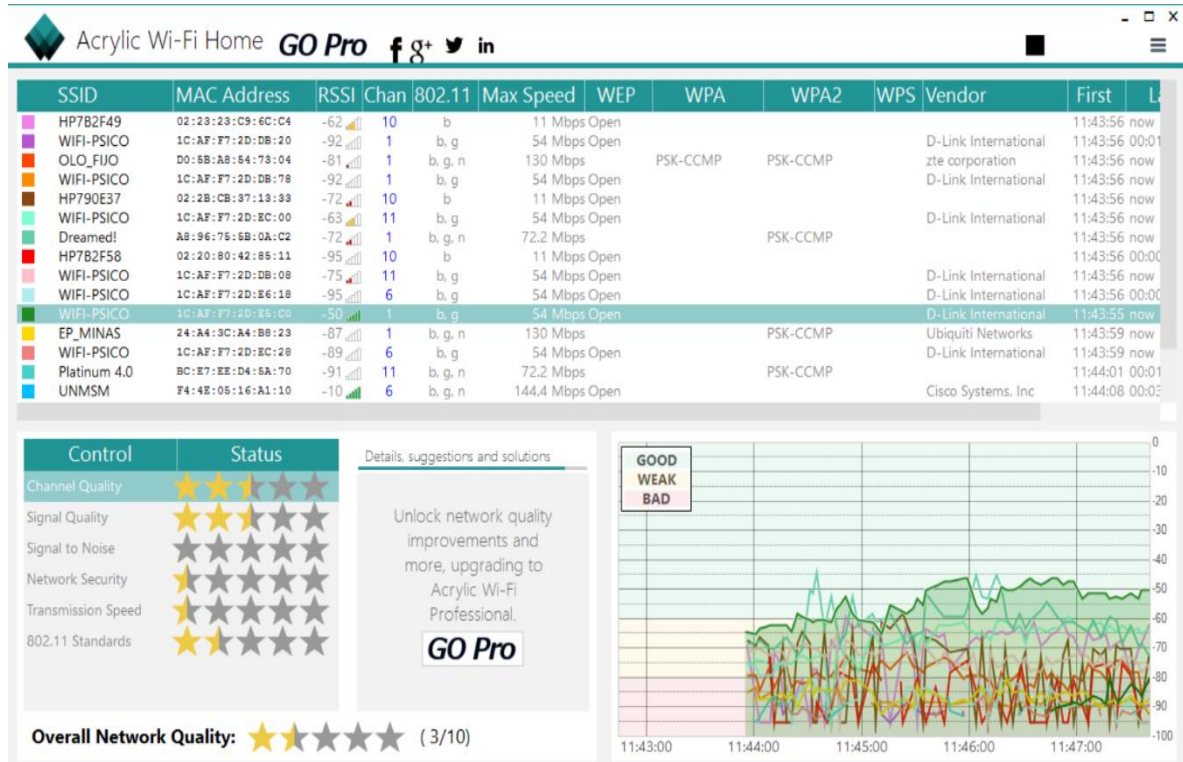 Acrylic Wi-Fi Home GO Pro f g+ in
SSID MAC Address RSSI Chan 802.11 Max Speed WEP WPA WPA2 WPS Vendor First
HP7B2F49 02:23:23:C9:6C:C4 -62 10 b 11 Mbps Open 11:43:56 now
WIFI-PSICO 1C:AF:F7:2D:DB:20 -92 1 b, g 54 Mbps Open D-Link International 11:43:56 00:01
OLO_FIJO D0:5B:A8:54:73:04 -81 1 b, g, n 130 Mbps PSK-CCMP PSK-CCMP zte corporation 11:43:56 now
WIFI-PSICO 1C:AF:F7:2D:DB:78 -92 1 b, g 54 Mbps Open D-Link International 11:43:56 now
HP790E37 02:2B:CB:37:13:33 -72 10 b 11 Mbps Open 11:43:56 now
WIFI-PSICO 1C:AF:F7:2D:EC:00 -63 11 b, g 54 Mbps Open D-Link International 11:43:56 now
Dreamed! A8:96:75:5B:0A:C2 -72 1 b, g, n 72.2 Mbps PSK-CCMP 11:43:56 now
HP7B2F58 02:20:80:42:85:11 -95 10 b 11 Mbps Open 11:43:56 00:00
WIFI-PSICO 1C:AF:F7:2D:DB:08 -75 11 b, g 54 Mbps Open D-Link International 11:43:56 now
WIFI-PSICO 1C:AF:F7:2D:E6:18 -95 6 b, g 54 Mbps Open D-Link International 11:43:56 00:00
WIFI-PSICO 1C:AF:F7:2D:E5:C0 -50 1 b, g 54 Mbps Open D-Link International 11:43:55 now
EP_MINAS 24:A4:3C:A4:B8:23 -87 1 b, g, n 130 Mbps PSK-CCMP Ubiquiti Networks 11:43:59 now
WIFI-PSICO 1C:AF:F7:2D:EC:28 -89 6 b, g 54 Mbps Open D-Link International 11:43:59 now
Platinum 4.0 BC:E7:EE:D4:5A:70 -91 11 b, g, n 72.2 Mbps PSK-CCMP 11:44:01 00:01
UNMSM F4:4E:05:16:A1:10 -10 6 b, g, n 144.4 Mbps Open Cisco Systems, Inc 11:44:08 00:03
Control Status
Channel Quality
Signal Quality
Signal to Noise
Network Security
Transmission Speed
802.11 Standards
Details, suggestions and solutions
Unlock network quality
improvements and
more, upgrading to
Acrylic Wi-Fi
Professional.
GO Pro
Overall Network Quality: ( 3/10)
GOOD
WEAK
BAD
0
-10
-20
-30
-40
-50
-60
-70
-80
-90
-100
11:43:00 11:44:00 11:45:00 11:46:00 11:47:00